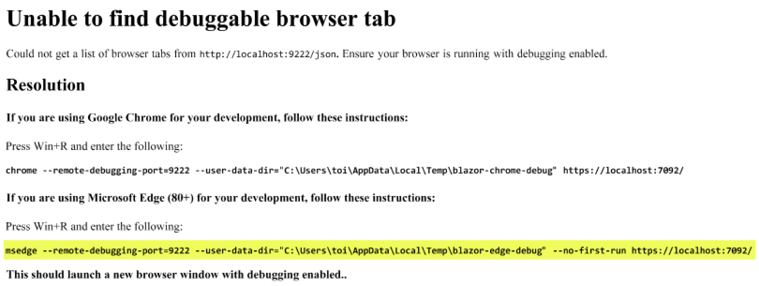 Unable to find debuggable browser tab
Could not get a list of browser tabs from http://localhost:9222/json. Ensure your browser is running with debugging enabled.
Resolution
If you are using Google Chrome for your development, follow these instructions:
Press Win+R and enter the following:
chrome --remote-debugging-port=9222 --user-data-dir="C:\Users\toi\AppData\Local\Temp\blazor-chrome-debug" https://localhost:7092/
If you are using Microsoft Edge (80+) for your development, follow these instructions:
Press Win+R and enter the following:
msedge --remote-debugging-port=9222 --user-data-dir="C:\Users\toi\AppData\Local\Temp\blazor-edge-debug" --no-first-run https://localhost:7092/
This should launch a new browser window with debugging enabled..